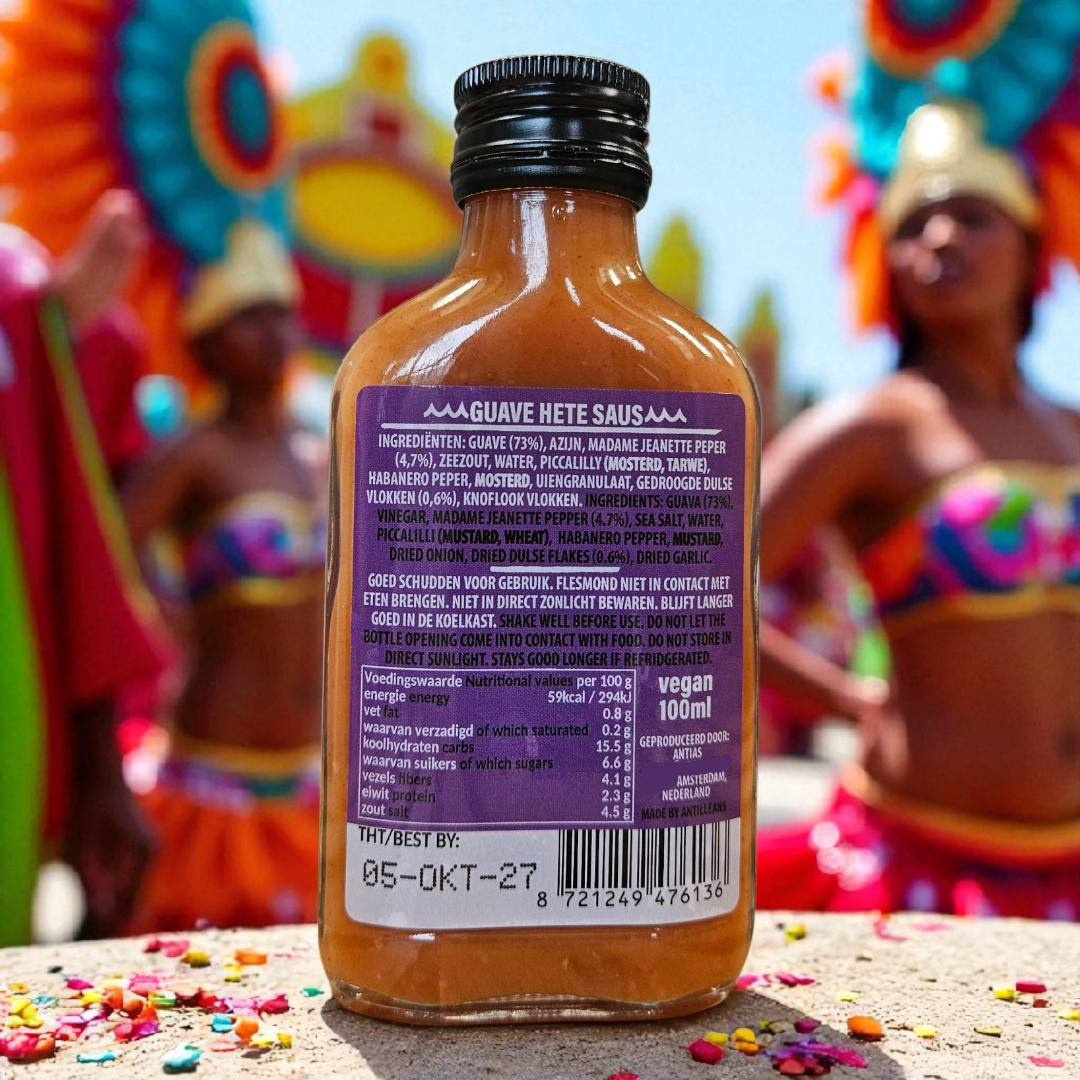 GUAVE HETE SAUS
INGREDIËNTEN: GUAVE (73%), AZIJN, MADAME JEANETTE PEPER
(4,7%), ZEEZOUT, WATER, PICCALILLY (MOSTERD, TARWE),
HABANERO PEPER, MOSTERD, UIENGRANULAAT, GEDROOGDE DULSE
VLOKKEN (0,6%), KNOFLOOK VLOKKEN. INGREDIENTS: GUAVA (73%),
VINEGAR, MADAME JEANETTE PEPPER (4.7%), SEA SALT, WATER,
PICCALILLI (MUSTARD, WHEAT), HABANERO PEPPER, MUSTARD,
DRIED ONION, DRIED DULSE FLAKES (0.6%), DRIED GARLIC.
GOED SCHUDDEN VOOR GEBRUIK. FLESMOND NIET IN CONTACT MET
ETEN BRENGEN. NIET IN DIRECT ZONLICHT BEWAREN. BLIJFT LANGER
GOED IN DE KOELKAST. SHAKE WELL BEFORE USE. DO NOT LET THE
BOTTLE OPENING COME INTO CONTACT WITH FOOD. DO NOT STORE IN
DIRECT SUNLIGHT. STAYS GOOD LONGER IF REFRIDGERATED.
Voedingswaarde Nutritional values per 100 g
energie energy 59kcal / 294kJ
vet fat 0.8 g
waarvan verzadigd of which saturated 0.2 g
koolhydraten carbs 15.5 g
waarvan suikers of which sugars 6.6 g
vezels fibers 4.1 g
eiwit protein 2.3 g
zout salt 4.5 g
vegan
100ml
GEPRODUCEERD DOOR:
ANTIAS
AMSTERDAM,
NEDERLAND
MADE BY ANTILLEANS
THT/BEST BY:
05-OKT-27
8 721249 476136